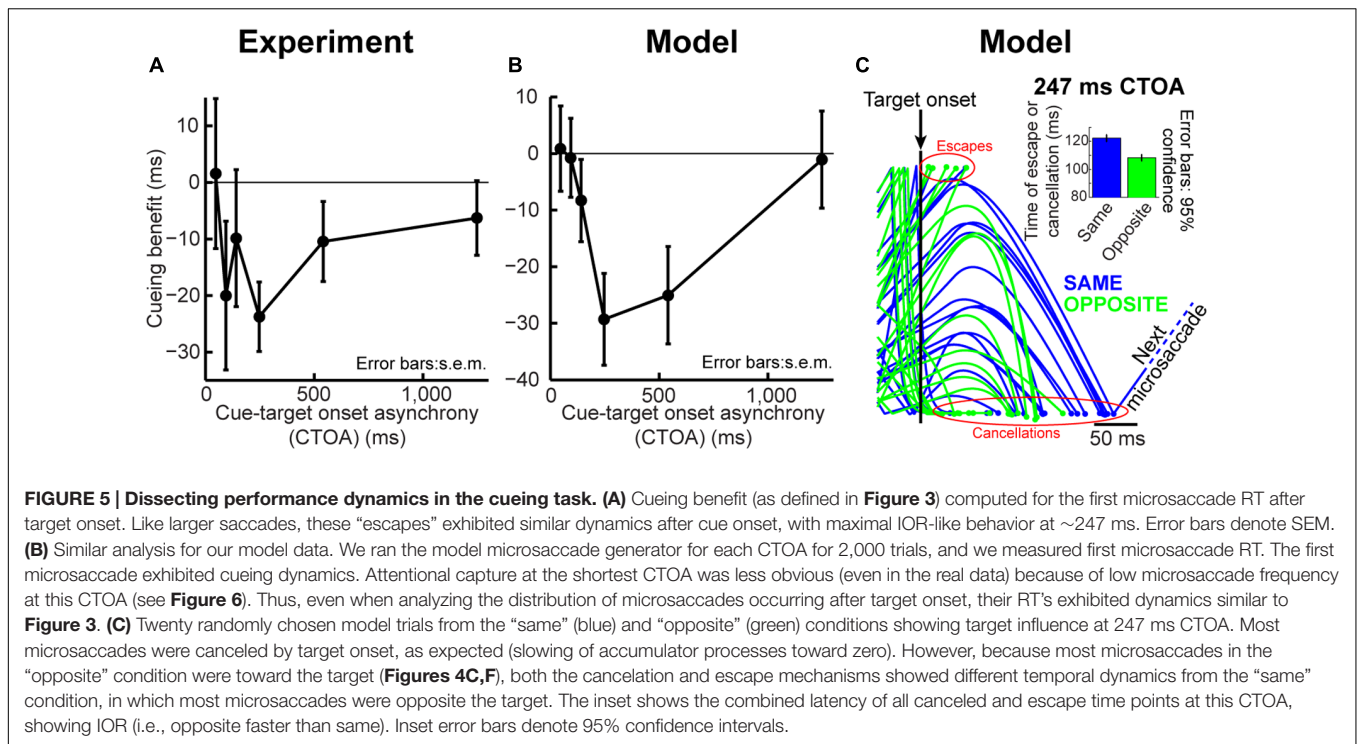 Experiment
Model
Model
A
B
C
10
0
−10
−20
−30
Cueing benefit (ms)
Error bars:s.e.m.
0
500
1,000
Cue-target onset asynchrony
(CTOA) (ms)
10
0
−10
−20
−30
−40
Error bars:s.e.m.
0
500
1,000
Cue-target onset asynchrony
(CTOA) (ms)
Target onset
247 ms CTOA
Escapes
Time of escape or
cancellation (ms)
120
100
80
Same
Opposite
Error bars: 95%
confidence
SAME
OPPOSITE
Next
microsaccade
Cancellations
50 ms
FIGURE 5 | Dissecting performance dynamics in the cueing task. (A) Cueing benefit (as defined in Figure 3) computed for the first microsaccade RT after
target onset. Like larger saccades, these “escapes” exhibited similar dynamics after cue onset, with maximal IOR-like behavior at ∼247 ms. Error bars denote SEM.
(B) Similar analysis for our model data. We ran the model microsaccade generator for each CTOA for 2,000 trials, and we measured first microsaccade RT. The first
microsaccade exhibited cueing dynamics. Attentional capture at the shortest CTOA was less obvious (even in the real data) because of low microsaccade frequency
at this CTOA (see Figure 6). Thus, even when analyzing the distribution of microsaccades occurring after target onset, their RT’s exhibited dynamics similar to
Figure 3. (C) Twenty randomly chosen model trials from the “same” (blue) and “opposite” (green) conditions showing target influence at 247 ms CTOA. Most
microsaccades were canceled by target onset, as expected (slowing of accumulator processes toward zero). However, because most microsaccades in the
“opposite” condition were toward the target (Figures 4C,F), both the cancelation and escape mechanisms showed different temporal dynamics from the “same”
condition, in which most microsaccades were opposite the target. The inset shows the combined latency of all canceled and escape time points at this CTOA,
showing IOR (i.e., opposite faster than same). Inset error bars denote 95% confidence intervals.